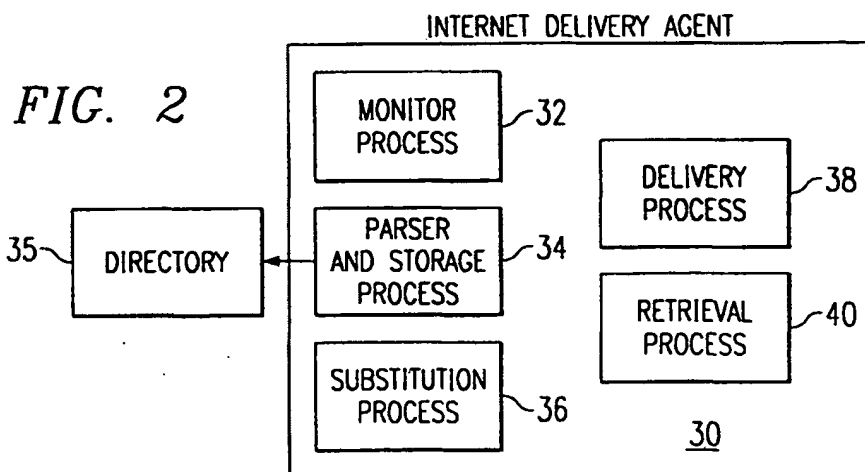 INTERNET DELIVERY AGENT
FIG. 2
MONITOR
PROCESS
32
DELIVERY
PROCESS
38
35
DIRECTORY
PARSER
AND STORAGE
PROCESS
34
RETRIEVAL
PROCESS
40
SUBSTITUTION
PROCESS
36
30